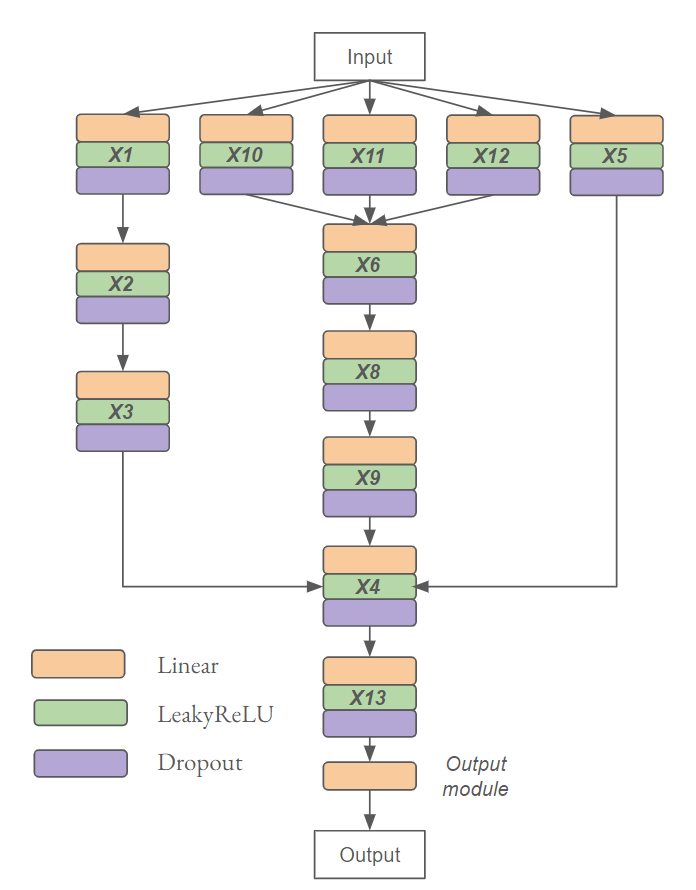 Input
X1
X10
X11
X12
X5
X6
X2
X8
X3
X9
X4
Linear
X13
LeakyReLU
Dropout
Output
module
Output